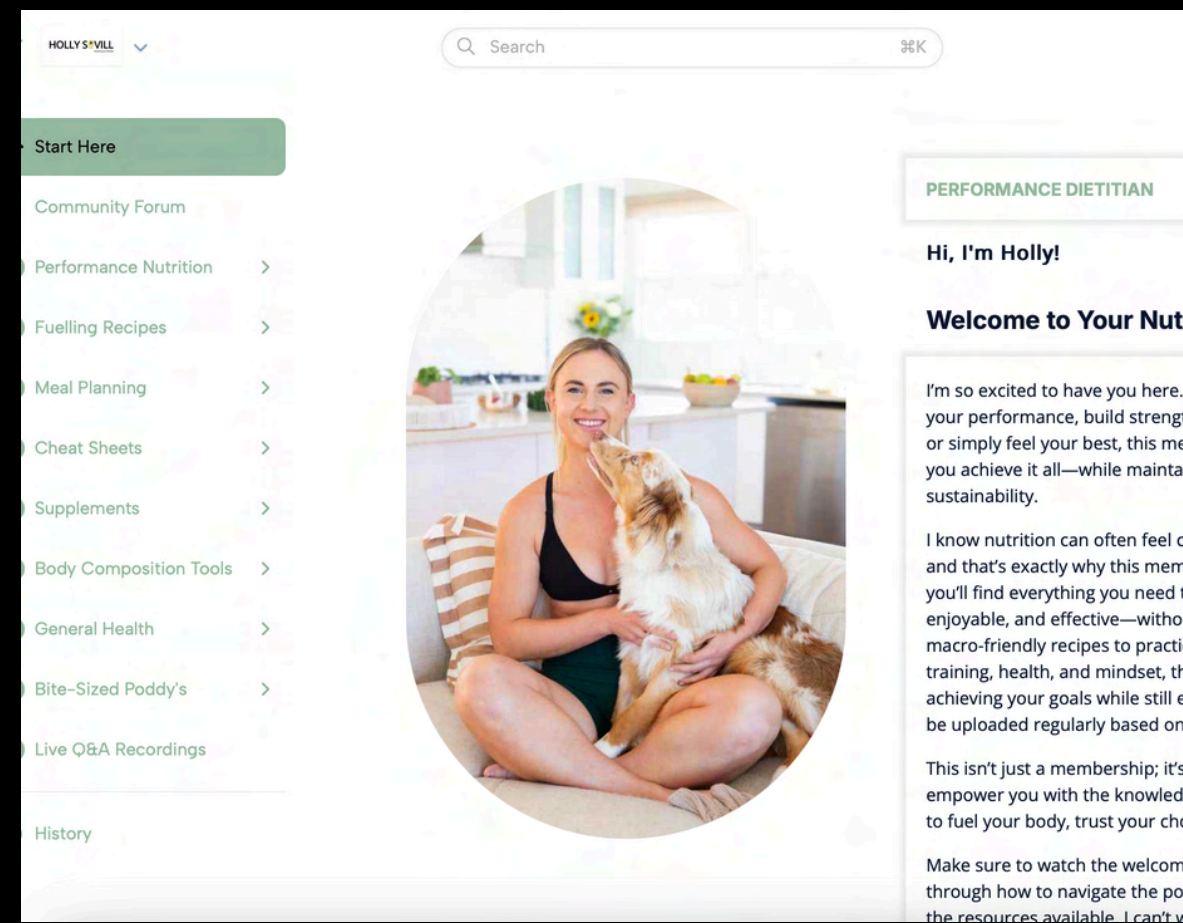 HOLLY SOVILL
Search
⌘K
Start Here
Community Forum
Performance Nutrition
Fuelling Recipes
Meal Planning
Cheat Sheets
Supplements
Body Composition Tools
General Health
Bite-Sized Poddy's
Live Q&A Recordings
History
PERFORMANCE DIETITIAN
Hi, I'm Holly!
Welcome to Your Nut
I'm so excited to have you here.
your performance, build streng
or simply feel your best, this me
you achieve it all—while mainta
sustainability.
I know nutrition can often feel c
and that's exactly why this mem
you'll find everything you need t
enjoyable, and effective—witho
macro-friendly recipes to practi
training, health, and mindset, th
achieving your goals while still e
be uploaded regularly based on
This isn't just a membership; it's
empower you with the knowled
to fuel your body, trust your cho
Make sure to watch the welcom
through how to navigate the po
the resources available. I can't w